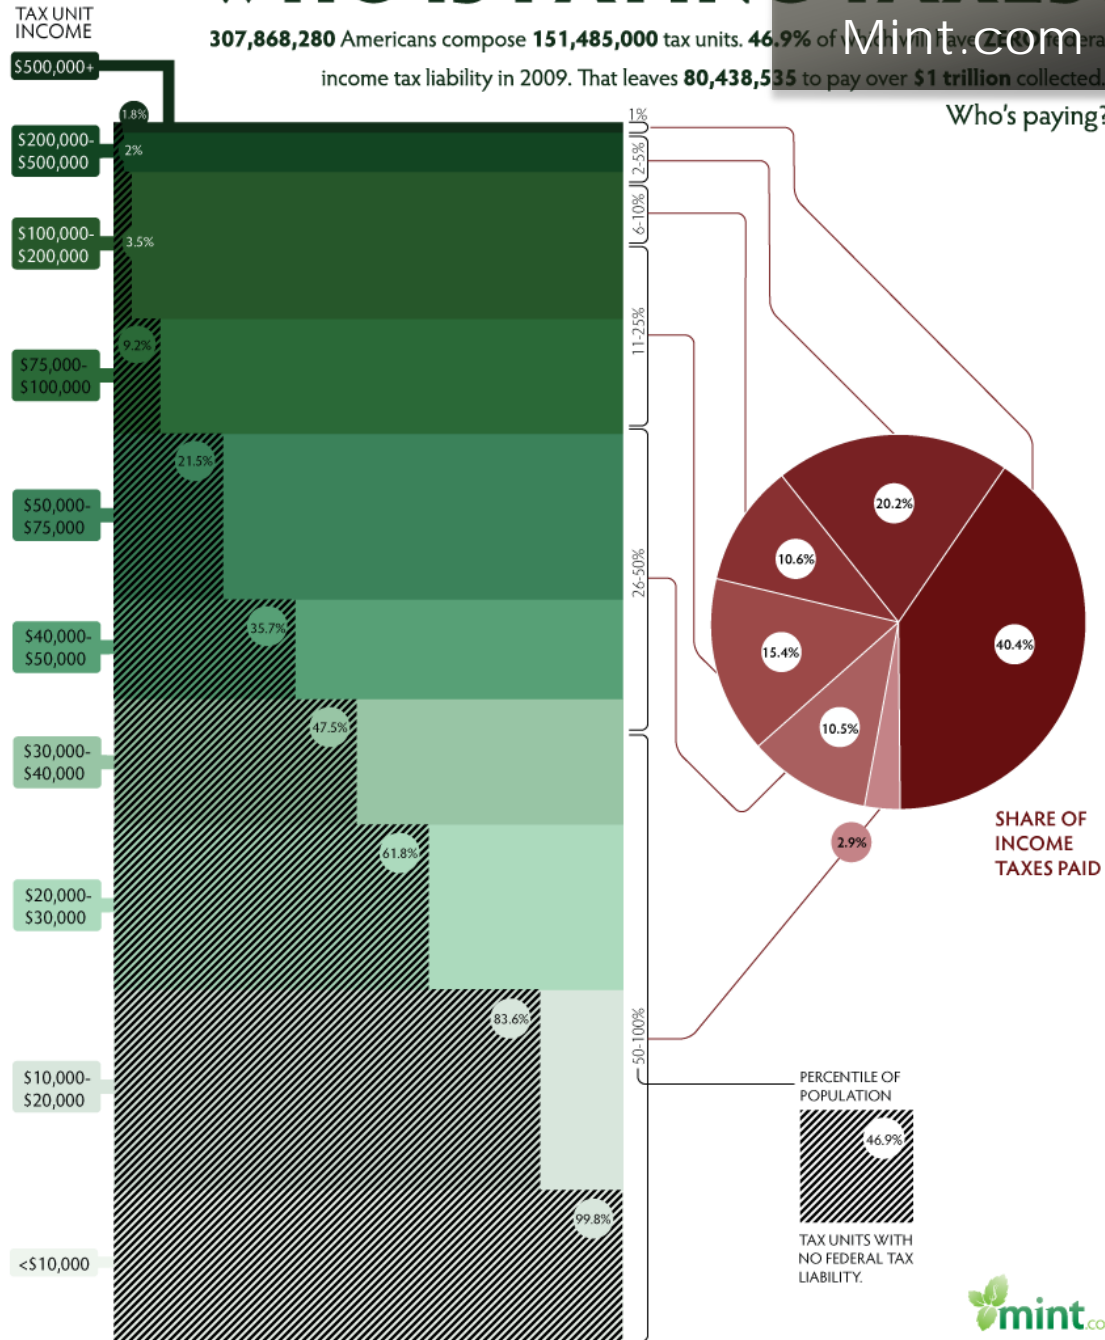 TAX UNIT
INCOME
Mint.com
307,868,280 Americans compose 151,485,000 tax units. 46.9% of which will have ZERO federa
income tax liability in 2009. That leaves 80,438,535 to pay over $1 trillion collected.
Who's paying?
$500,000+
1.8%
$200,000-
$500,000
2%
$100,000-
$200,000
3.5%
$75,000-
$100,000
9.2%
$50,000-
$75,000
21.5%
$40,000-
$50,000
35.7%
$30,000-
$40,000
47.5%
$20,000-
$30,000
61.8%
$10,000-
$20,000
83.6%
<$10,000
99.8%
1%
2-5%
6-10%
11-25%
26-50%
50-100%
20.2%
10.6%
40.4%
15.4%
10.5%
2.9%
SHARE OF
INCOME
TAXES PAID
PERCENTILE OF
POPULATION
46.9%
TAX UNITS WITH
NO FEDERAL TAX
LIABILITY.
mint.co